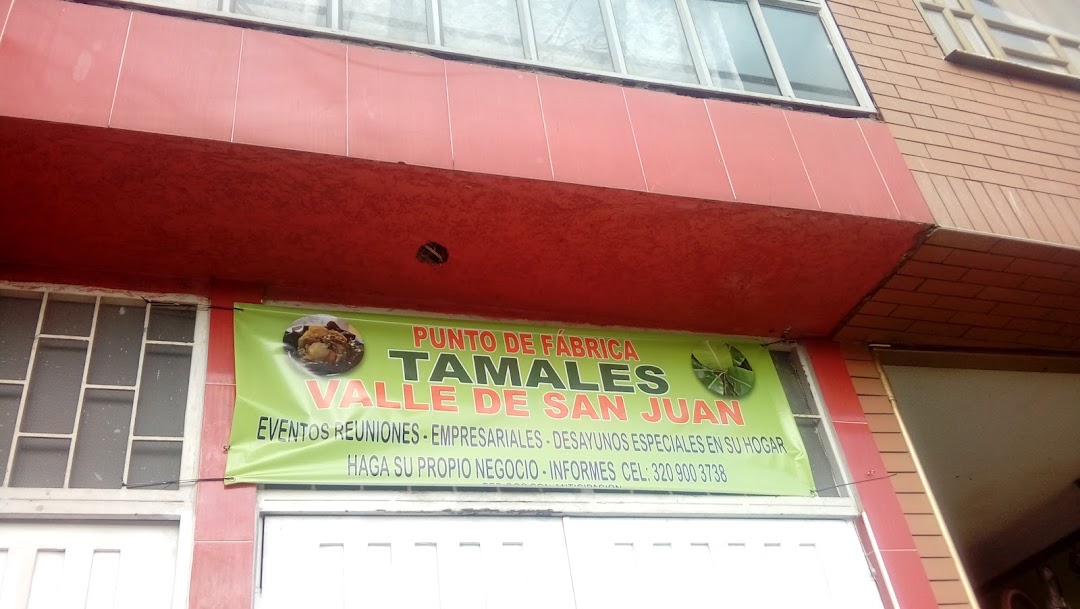 PUNTO DE FÁBRICA
TAMALES
VALLE DE SAN JUAN
EVENTOS REUNIONES - EMPRESARIALES - DESAYUNOS ESPECIALES EN SU HOGAR
HAGA SU PROPIO NEGOCIO - INFORMES CEL: 320 900 3738